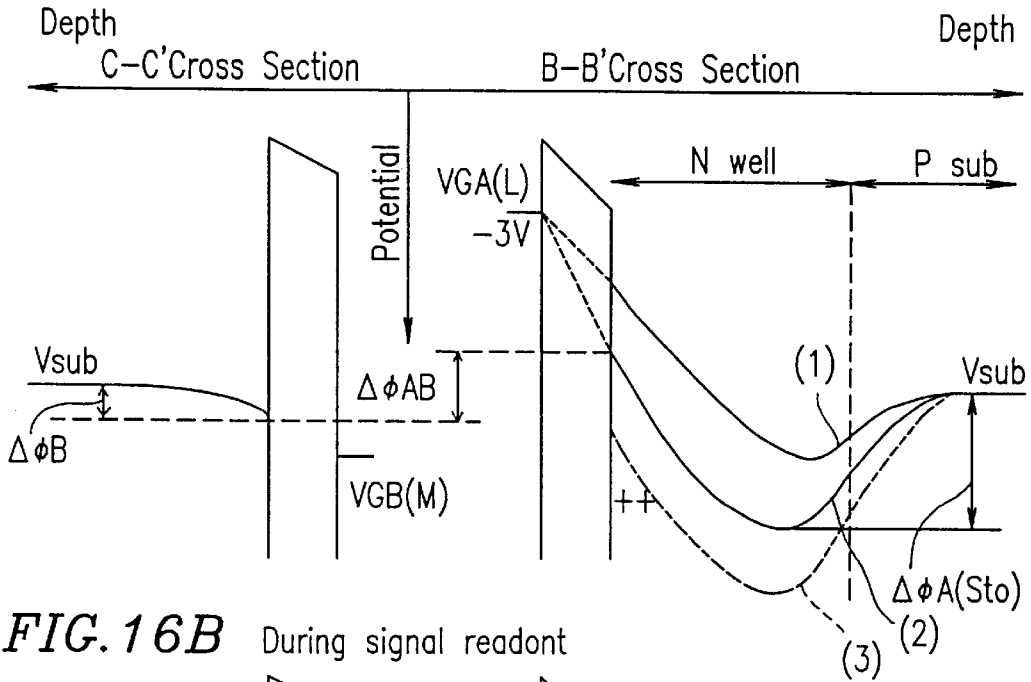 Depth
Depth
C-C'Cross Section
B-B'Cross Section
Potential
N well
P sub
VGA(L)
-3V
(1)
Vsub
Vsub
ΔφAB
ΔφB
VGB(M)
++
ΔφA(Sto)
(2)
(3)
FIG.16B During signal readont